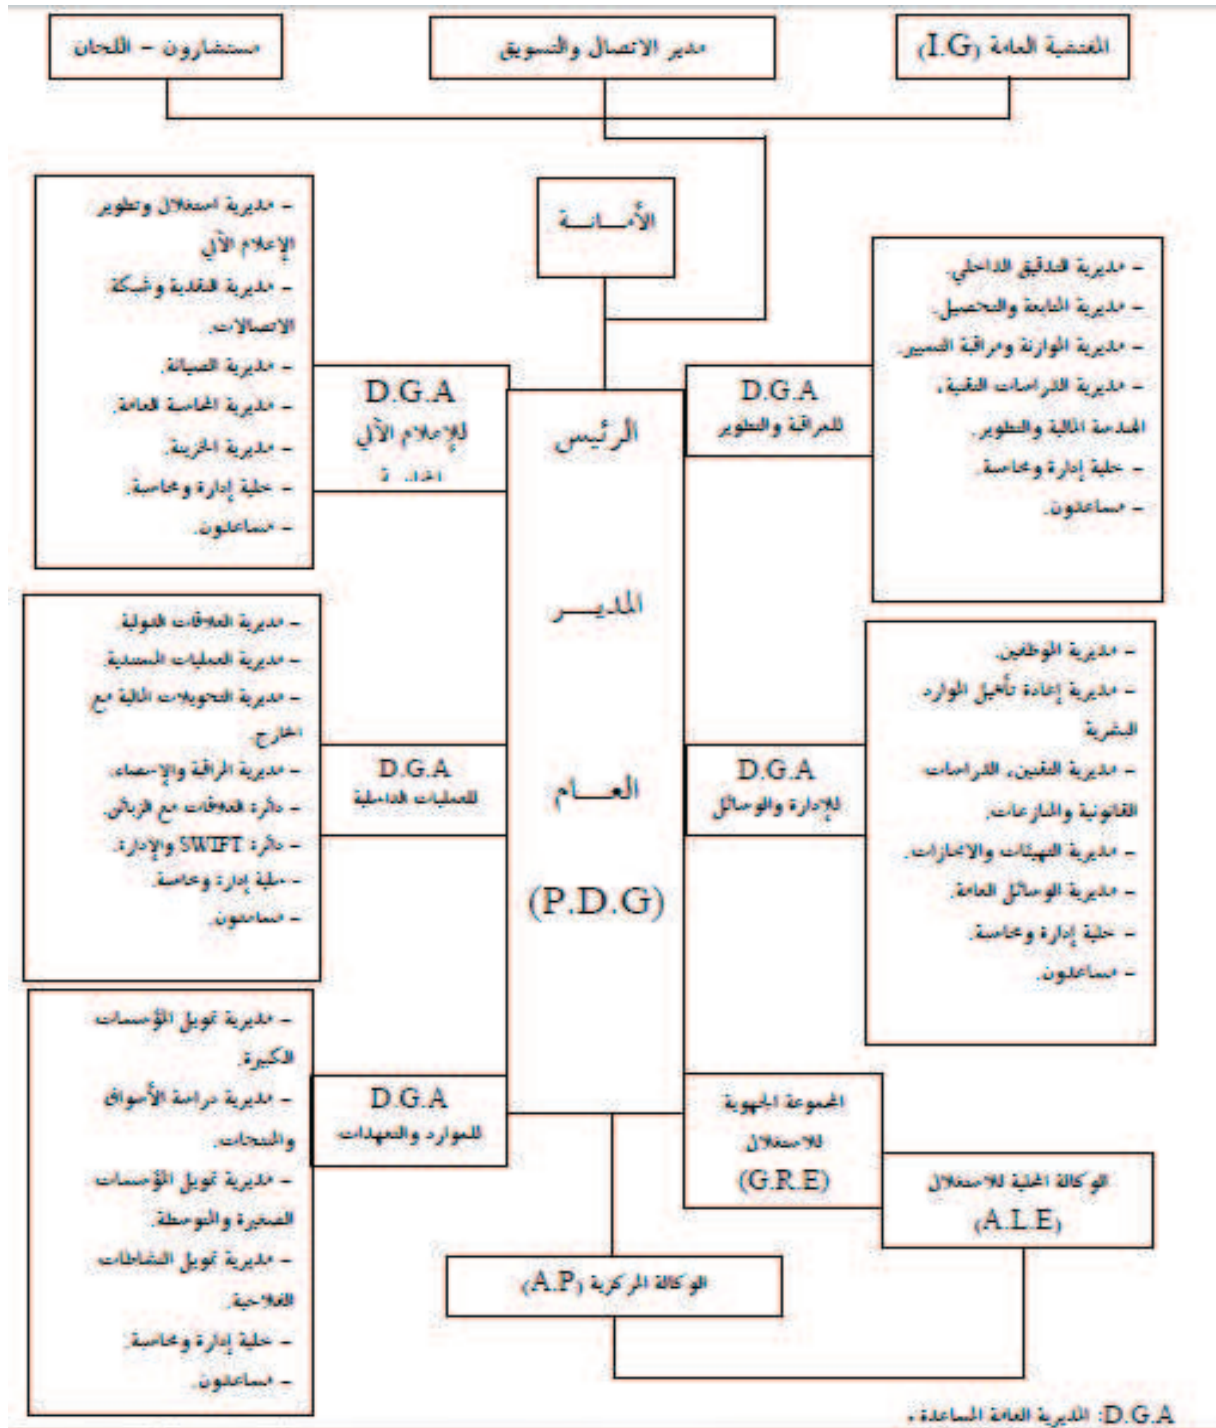 المفتشية العامة (I.G)
مدير الاتصال والتسويق
مستشارون – اللجان
الأمـــانـــة
– مديرية التدقيق الداخلي.
– مديرية المتابعة والتحصيل.
– مديرية الموازنة ومراقبة التسيير.
– مديرية الدراسات التقنية،
الهندسة المالية والتطوير.
– خلية إدارة ومحاسبة.
– مساعدون.
D.G.A
للمراقبة والتطوير
– مديرية استغلال وتطوير
الإعلام الآلي
– مديرية النقدية وشبكة
الاتصالات.
– مديرية الصيانة.
– مديرية المحاسبة العامة.
– مديرية الخزينة.
– خلية إدارة ومحاسبة.
– مساعدون.
D.G.A
للإعلام الآلي
الرئيس
المديـــر
العـــام
(P.D.G)
– مديرية الموظفين.
– مديرية إعادة تأهيل الموارد
البشرية
– مديرية التقنين، الدراسات
القانونية والمنازعات.
– مديرية التهيئات والانجازات.
– مديرية الوسائل العامة.
– خلية إدارة ومحاسبة.
– مساعدون.
D.G.A
للإدارة والوسائل
– مديرية العلاقات الدولية.
– مديرية العمليات المستندية.
– مديرية التحويلات المالية مع
الخارج.
– مديرية المراقبة والإحصاء.
– دائرة العلاقات مع الزبائن.
– دائرة SWIFT والإدارة.
– خلية إدارة ومحاسبة.
– مساعدون.
D.G.A
للعمليات الداخلية
– مديرية تمويل المؤسسات
الكبيرة.
– مديرية دراسة الأسواق
والمنتجات.
– مديرية تمويل المؤسسات
الصغيرة والمتوسطة.
– مديرية تمويل النشاطات
الفلاحية.
– خلية إدارة ومحاسبة.
– مساعدون.
D.G.A
للموارد والتعهدات
المجموعة الجهوية
للاستغلال
(G.R.E)
الوكالة المحلية للاستغلال
(A.L.E)
الوكالة المركزية (A.P)
D.G.A: المديرية العامة المساعدة.